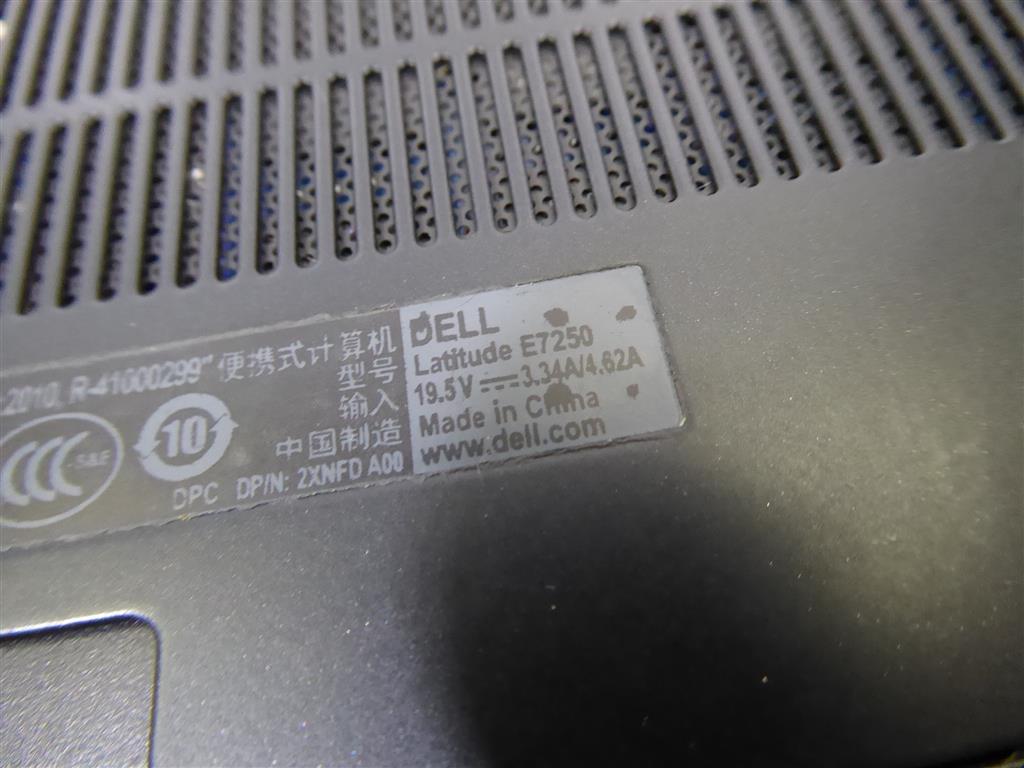 2010, R-41000299" 便携式计算机
型号
输入
中国制造
CCC S&E
10
DPC DP/N: 2XNFD A00
DELL
Latitude E7250
19.5V⎓3.34A/4.62A
Made in China
www.dell.com